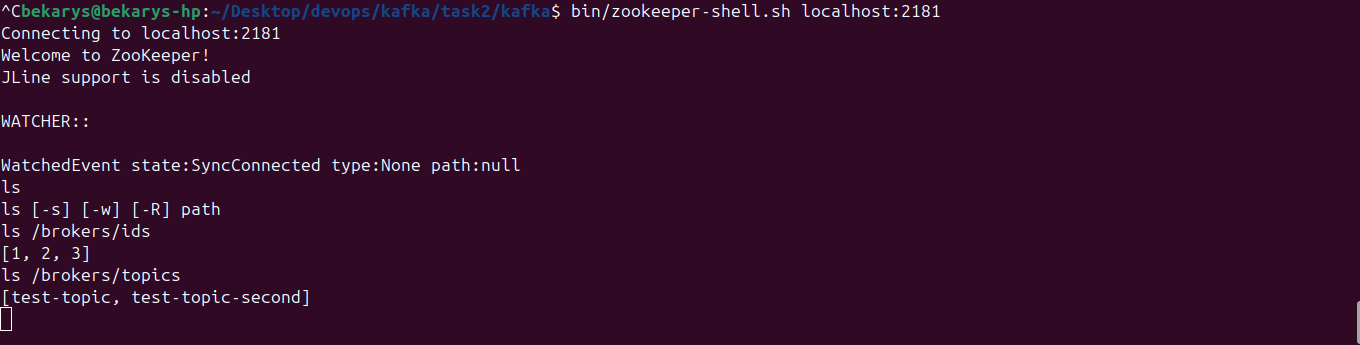 ^Cbekarys@bekarys-hp:~/Desktop/devops/kafka/task2/kafka$ bin/zookeeper-shell.sh localhost:2181
Connecting to localhost:2181
Welcome to ZooKeeper!
JLine support is disabled
WATCHER::
WatchedEvent state:SyncConnected type:None path:null
ls
ls [-s] [-w] [-R] path
ls /brokers/ids
[1, 2, 3]
ls /brokers/topics
[test-topic, test-topic-second]